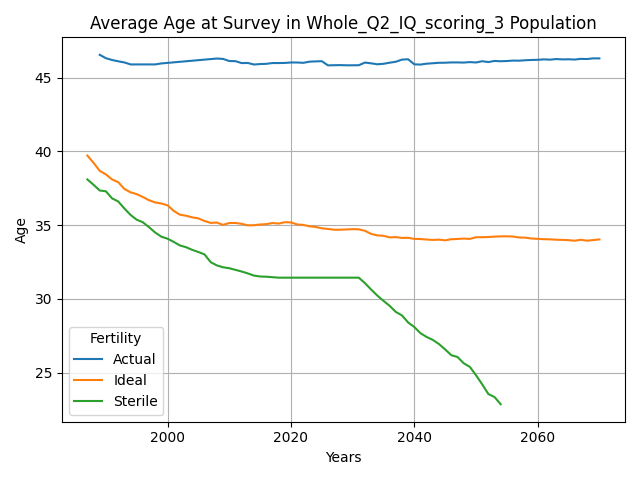 Average Age at Survey in Whole_Q2_IQ_scoring_3 Population
Age
45
40
35
30
25
Fertility
Actual
Ideal
Sterile
2000
2020
2040
2060
Years